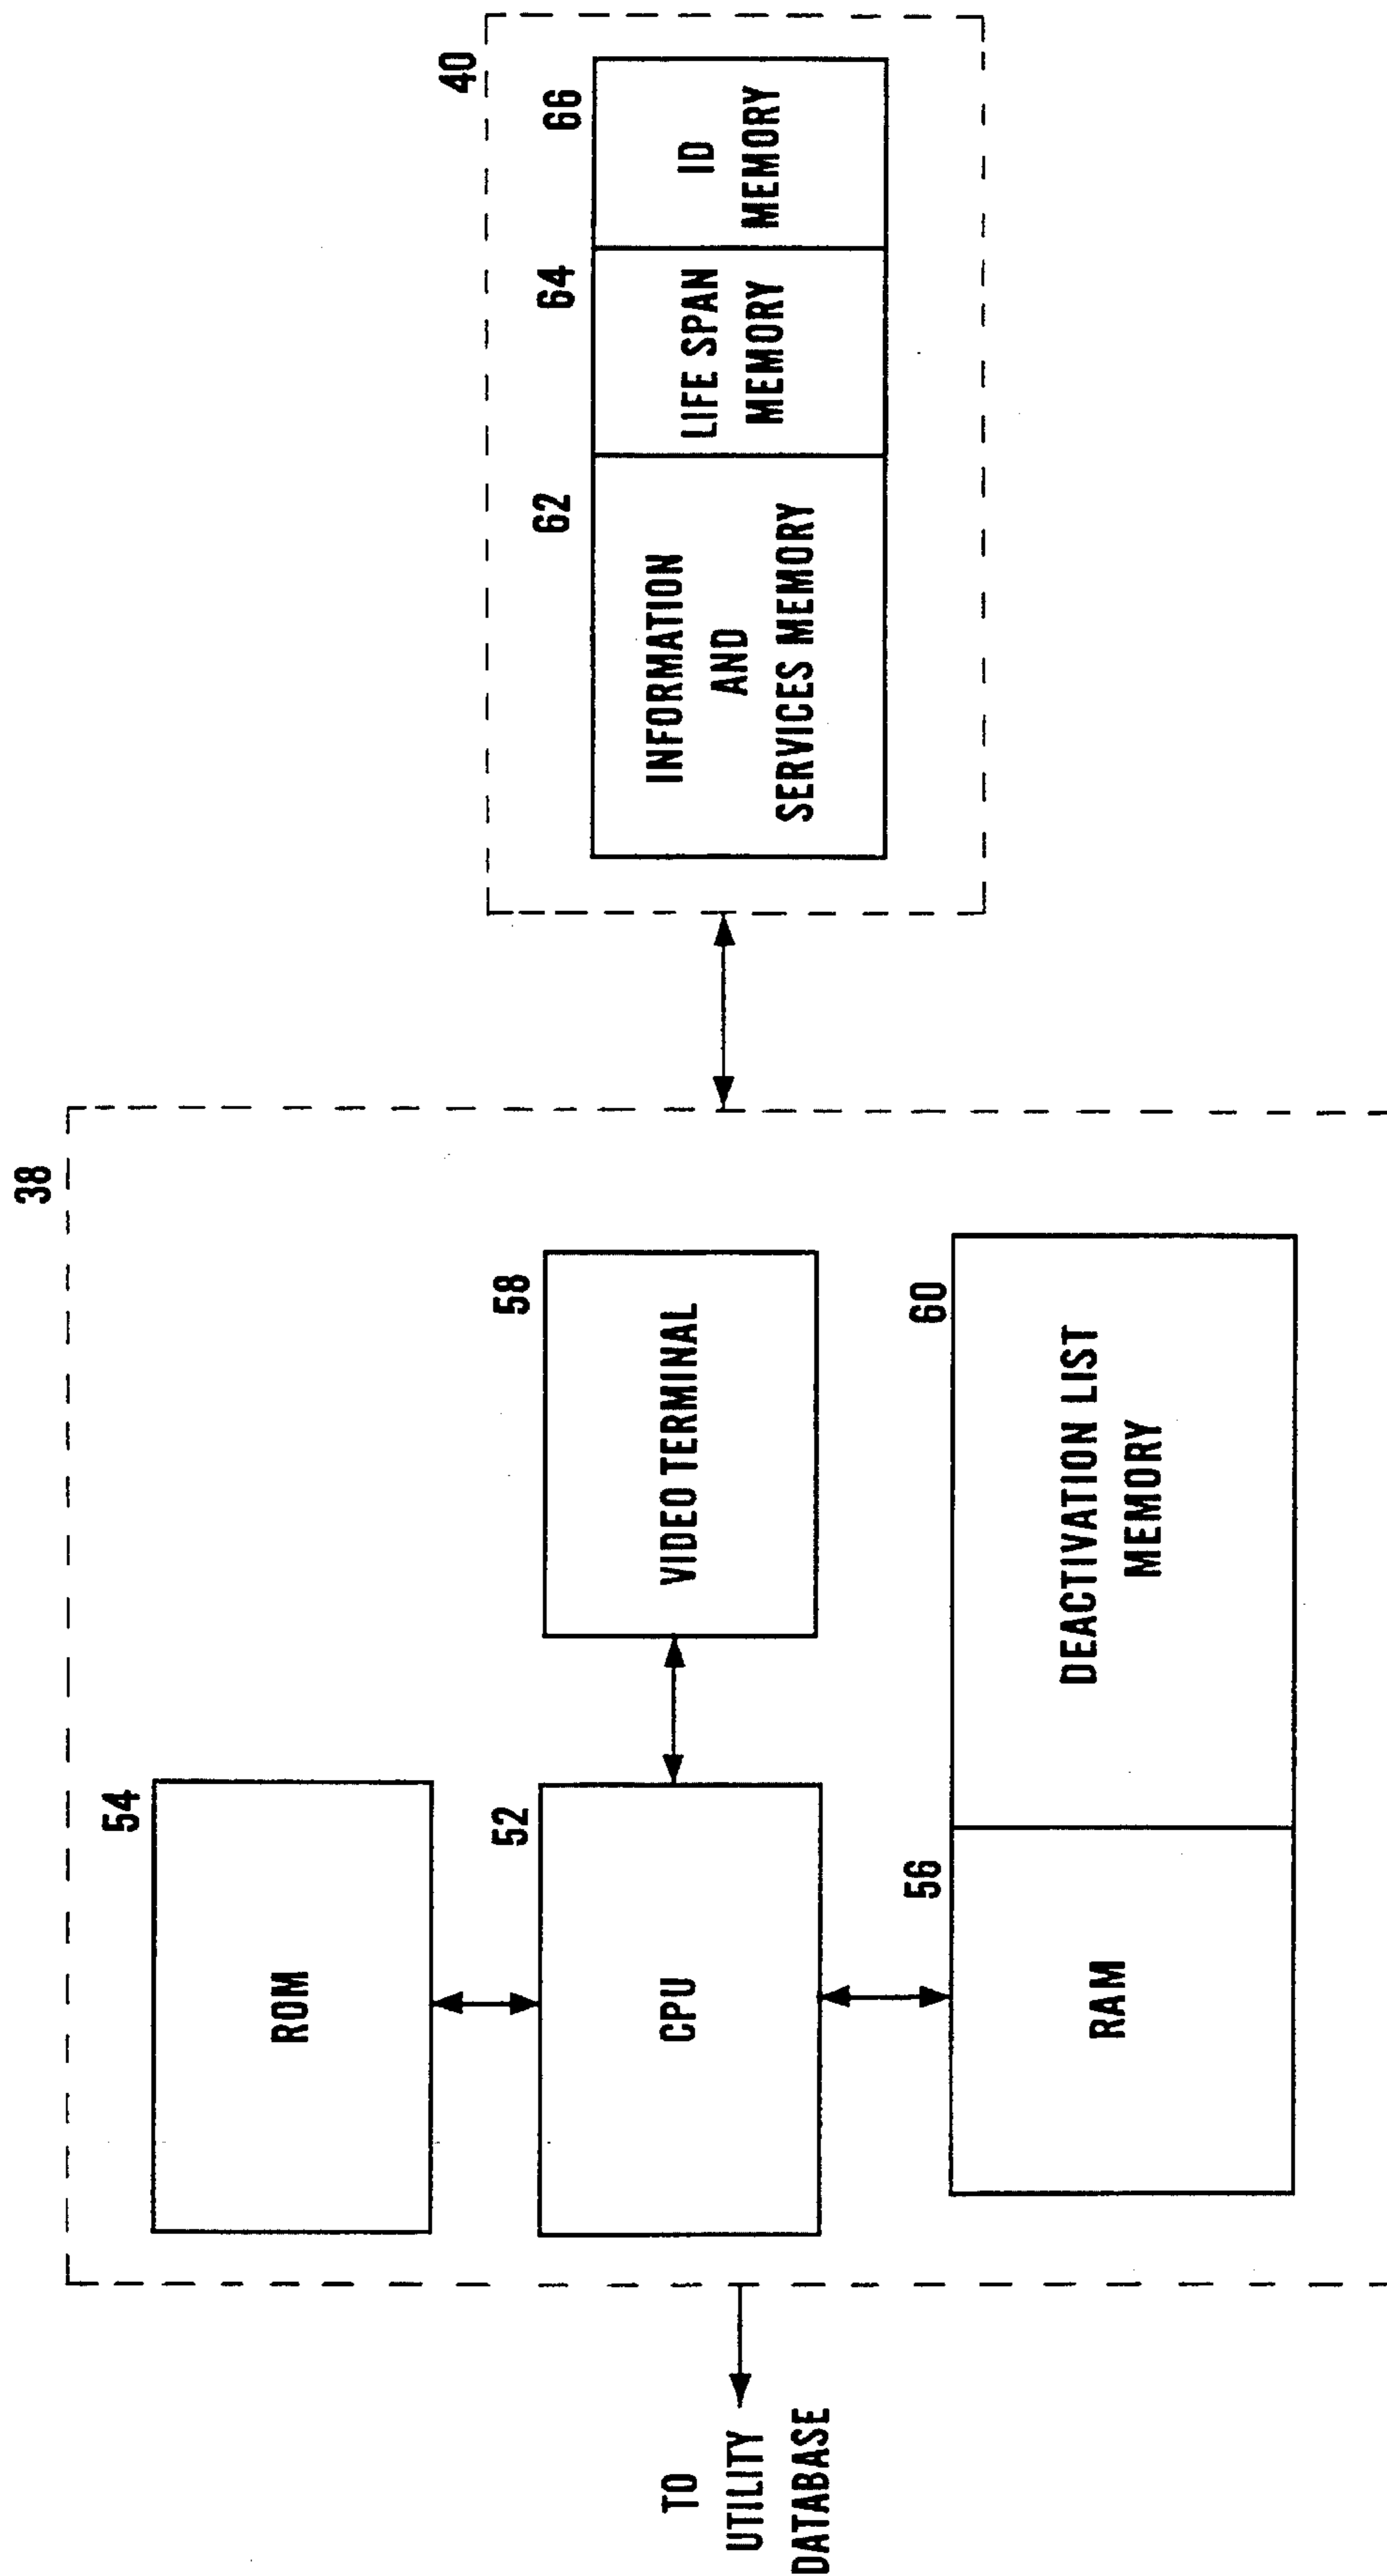 38
54
ROM
52
CPU
58
VIDEO TERMINAL
56
RAM
60
DEACTIVATION LIST
MEMORY
TO
UTILITY
DATABASE
40
62
INFORMATION
AND
SERVICES MEMORY
64
LIFE SPAN
MEMORY
66
ID
MEMORY